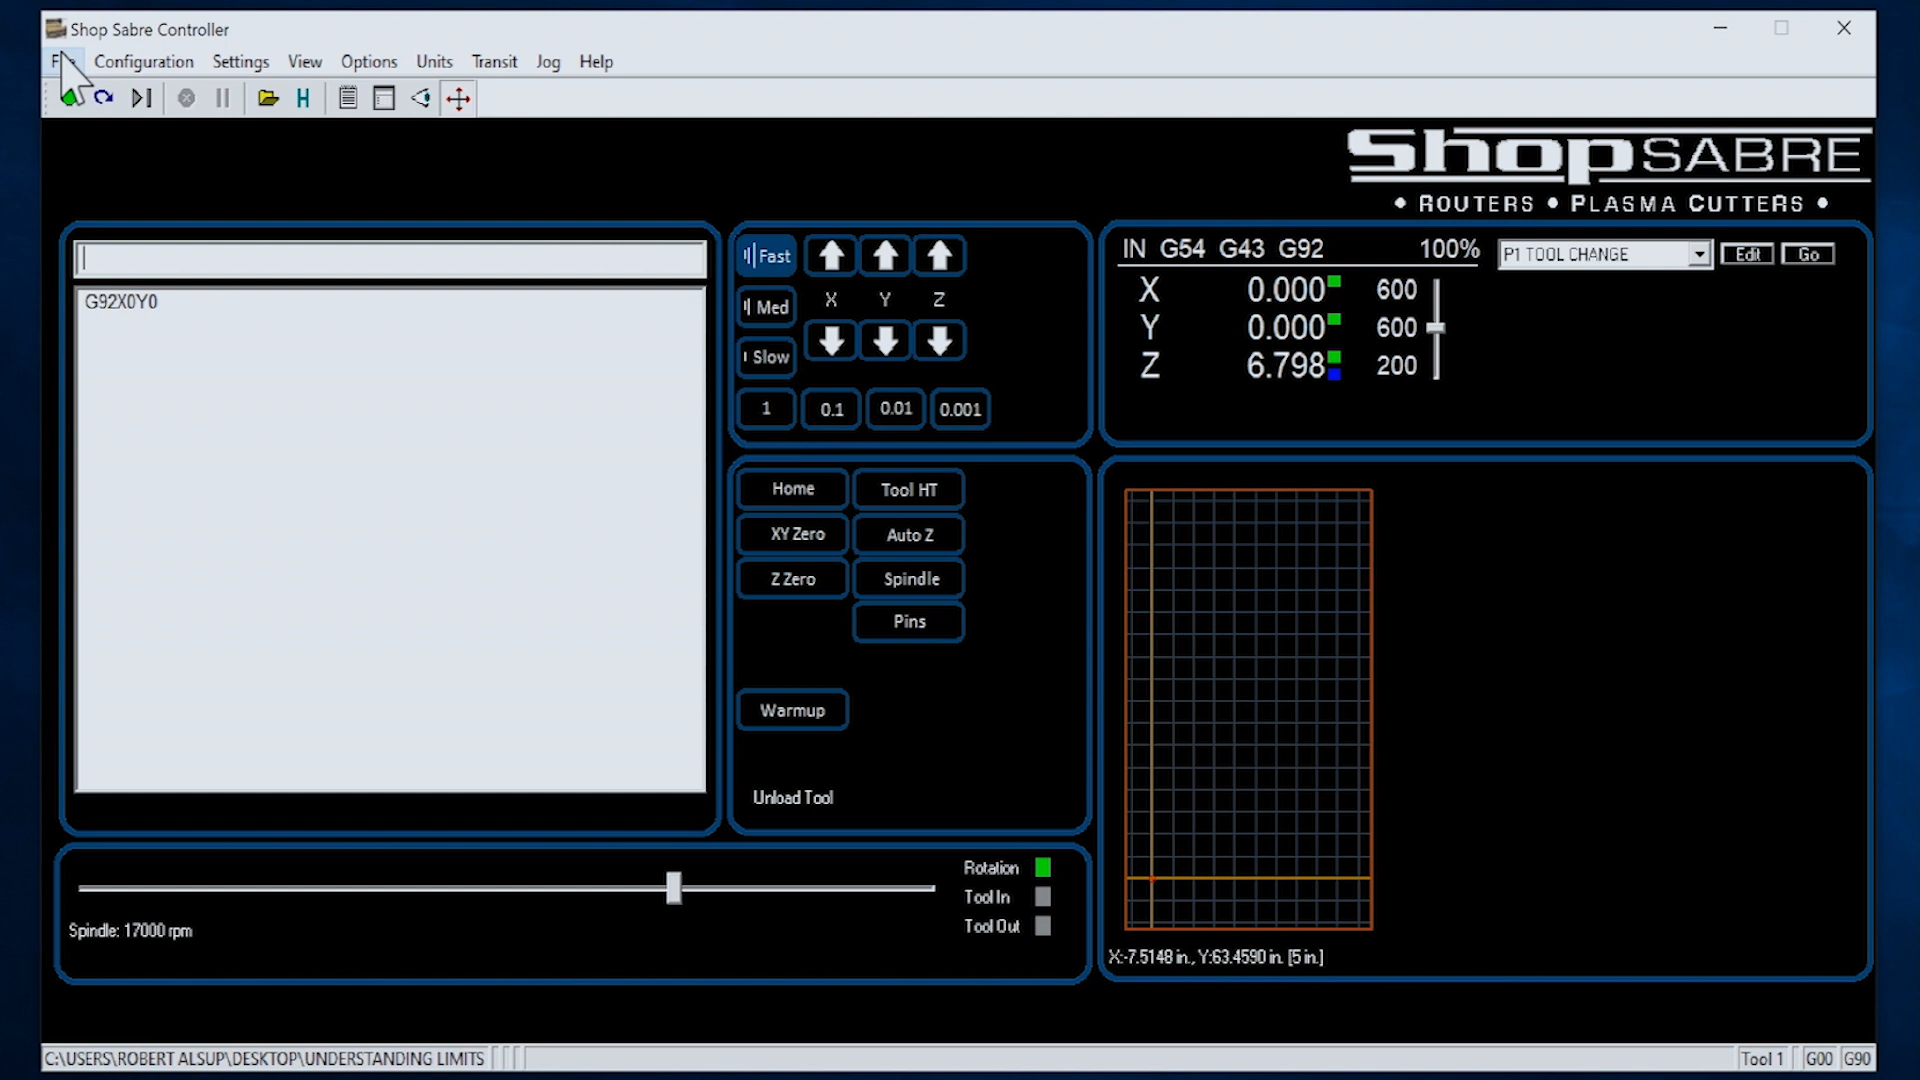 Shop Sabre Controller
Configuration Settings View Options Units Transit Jog Help
H
ShopSABRE
• ROUTERS • PLASMA CUTTERS •
G92X0Y0
Fast
Med
Slow
X Y Z
1 0.1 0.01 0.001
IN G54 G43 G92 100%
X 0.000 600
Y 0.000 600
Z 6.798 200
P1 TOOL CHANGE Edit Go
Home Tool HT
XY Zero Auto Z
Z Zero Spindle
Pins
Warmup
Unload Tool
Rotation
Tool In
Tool Out
Spindle: 17000 rpm
X:-7.5148 in., Y:63.4590 in. [5 in.]
C:\USERS\ROBERT ALSUP\DESKTOP\UNDERSTANDING LIMITS
Tool 1 G00 G90